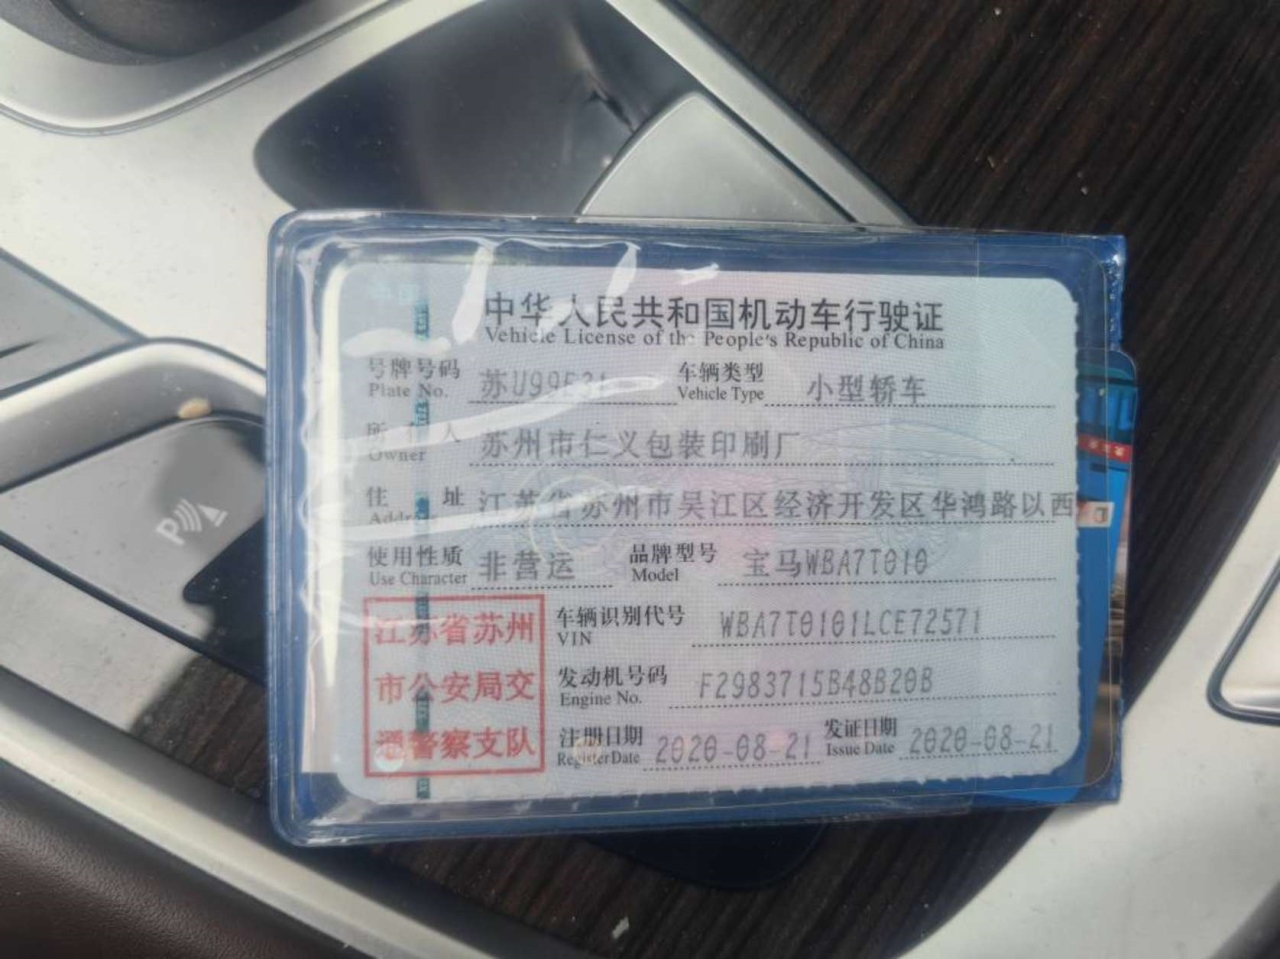 中华人民共和国机动车行驶证
Vehicle License of the People's Republic of China
号牌号码 车辆类型 小型轿车
Plate No. Vehicle Type
所有人 苏州市仁义包装印刷厂
Owner
住址 江苏省苏州市吴江区经济开发区华鸿路以西
使用性质 非营运 品牌型号 宝马WBA7T010
Use Character Model
江苏省苏州
市公安局交
通警察支队
车辆识别代号 WBA7T0101LCE72571
VIN
发动机号码 F2983715B48B20B
Engine No.
注册日期 2020-08-21 发证日期 2020-08-21
Register Date Issue Date
P